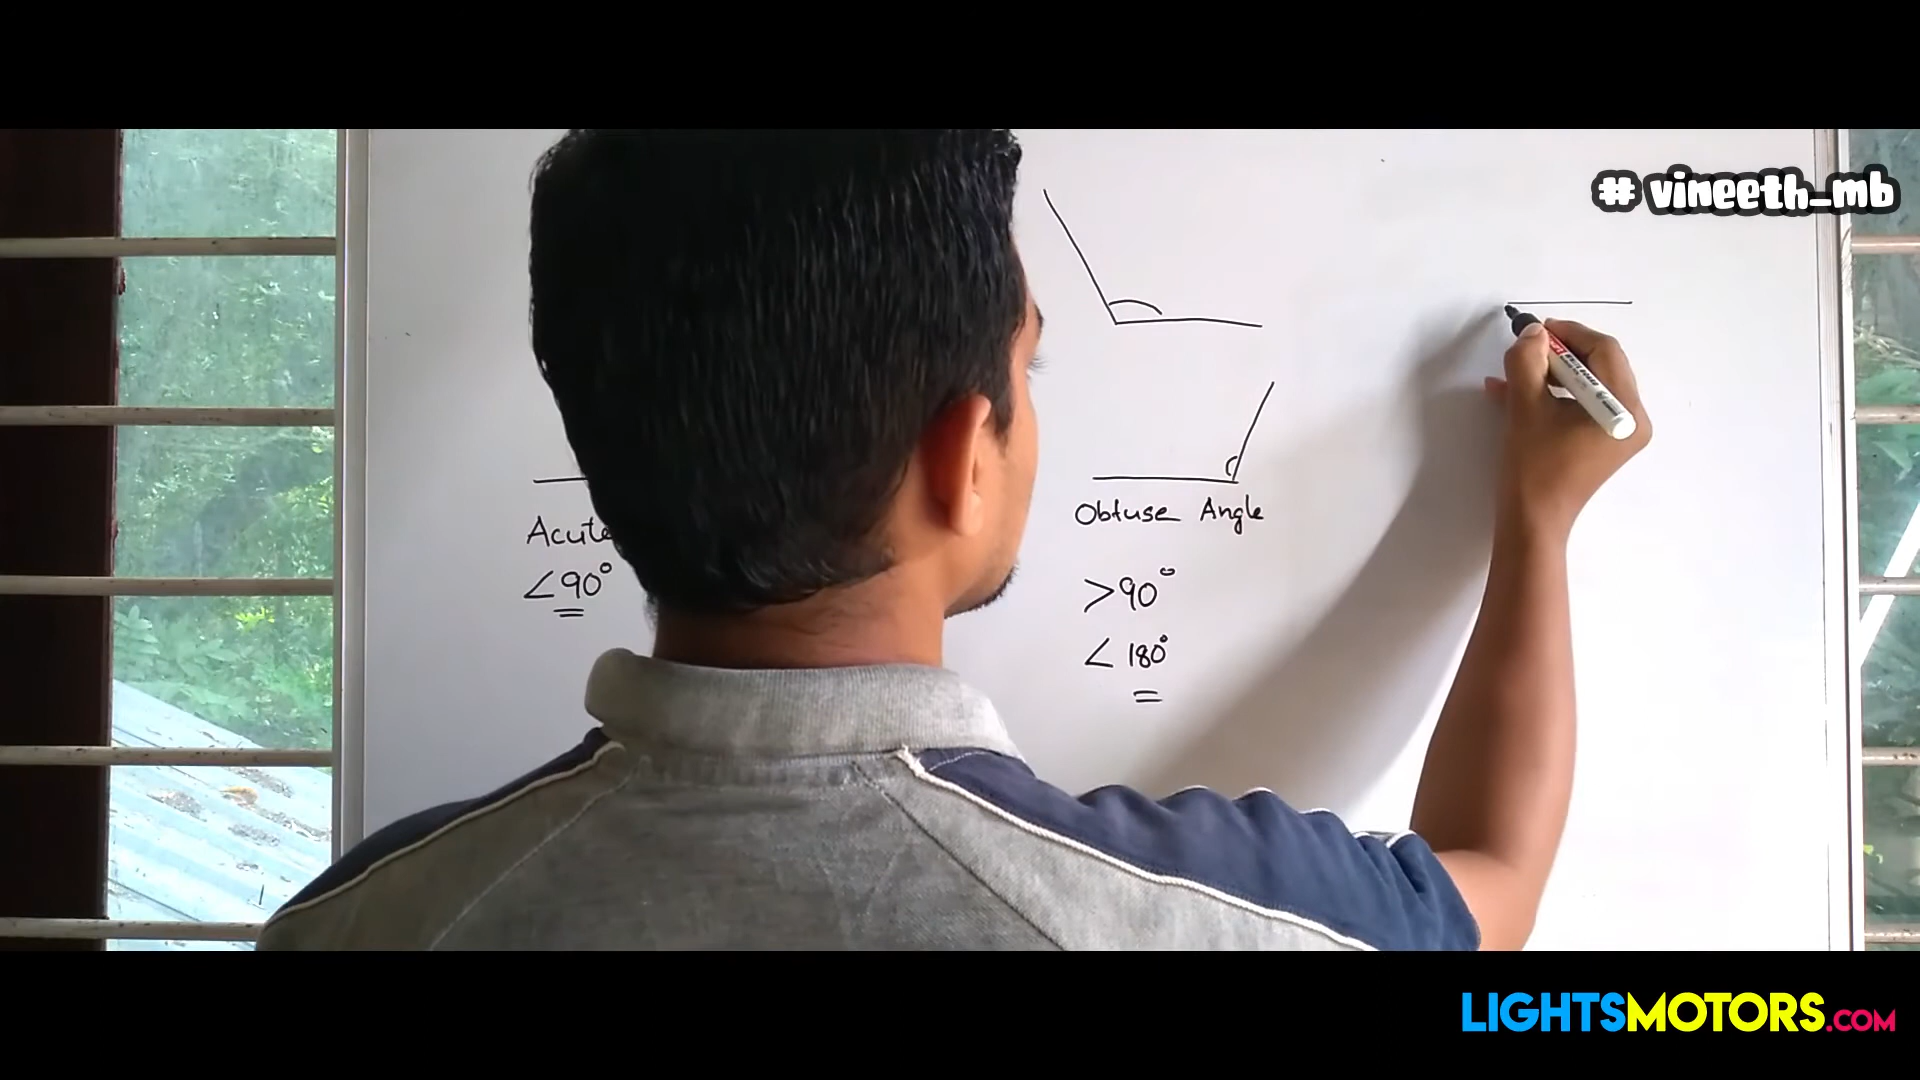 # vineeth_mb
Acute
<90°
Obtuse Angle
>90°
<180°
LIGHTSMOTORS.COM